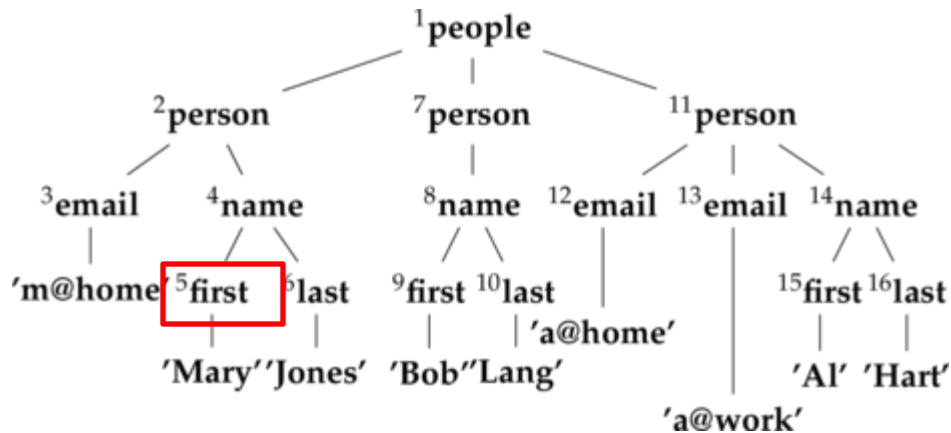 1people
2person 7person 11person
3email 4name 8name 12email 13email 14name
'm@home' 5first 6last 9first 10last 15first 16last
'a@home'
'Mary' 'Jones' 'Bob' 'Lang' 'Al' 'Hart'
'a@work'